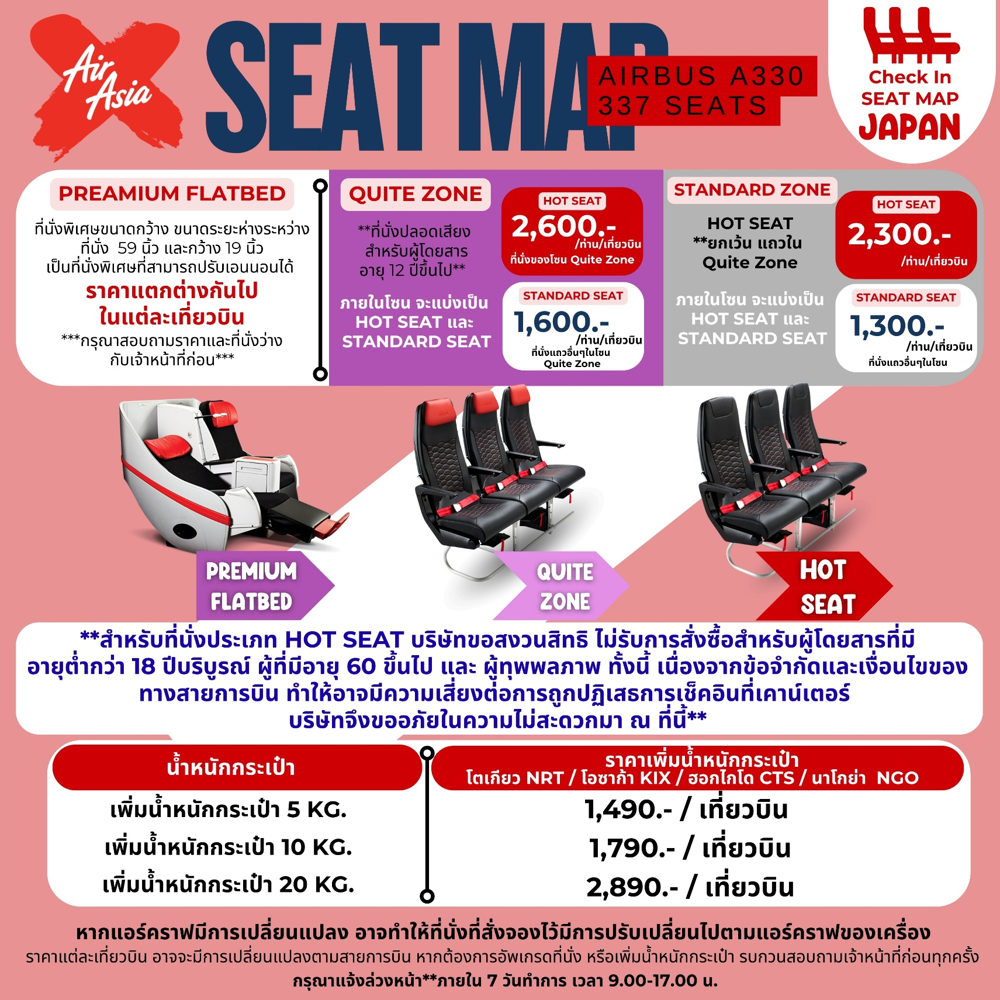 Air
Asia
SEAT MAP
AIRBUS A330
337 SEATS
Check In
SEAT MAP
JAPAN
PREAMIUM FLATBED
ที่นั่งพิเศษขนาดกว้าง ขนาดระยะห่างระหว่าง
ที่นั่ง 59 นิ้ว และกว้าง 19 นิ้ว
เป็นที่นั่งพิเศษที่สามารถปรับเอนนอนได้
ราคาแตกต่างกันไป
ในแต่ละเที่ยวบิน
***กรุณาสอบถามราคาและที่นั่งว่าง
กับเจ้าหน้าที่ก่อน***
QUITE ZONE
**ที่นั่งปลอดเสียง
สำหรับผู้โดยสาร
อายุ 12 ปีขึ้นไป**
ภายในโซน จะแบ่งเป็น
HOT SEAT และ
STANDARD SEAT
HOT SEAT
2,600.-
/ท่าน/เที่ยวบิน
ที่นั่งของโซน Quite Zone
STANDARD SEAT
1,600.-
/ท่าน/เที่ยวบิน
ที่นั่งแถวอื่นๆในโซน
Quite Zone
STANDARD ZONE
HOT SEAT
**ยกเว้น แถวใน
Quite Zone
ภายในโซน จะแบ่งเป็น
HOT SEAT และ
STANDARD SEAT
HOT SEAT
2,300.-
/ท่าน/เที่ยวบิน
STANDARD SEAT
1,300.-
/ท่าน/เที่ยวบิน
ที่นั่งแถวอื่นๆในโซน
PREMIUM
FLATBED
QUITE
ZONE
HOT
SEAT
**สำหรับที่นั่งประเภท HOT SEAT บริษัทขอสงวนสิทธิ ไม่รับการสั่งซื้อสำหรับผู้โดยสารที่มี
อายุต่ำกว่า 18 ปีบริบูรณ์ ผู้ที่มีอายุ 60 ขึ้นไป และ ผู้ทุพพลภาพ ทั้งนี้ เนื่องจากข้อจำกัดและเงื่อนไขของ
ทางสายการบิน ทำให้อาจมีความเสี่ยงต่อการถูกปฏิเสธการเช็คอินที่เคาน์เตอร์
บริษัทจึงขออภัยในความไม่สะดวกมา ณ ที่นี้**
น้ำหนักกระเป๋า
ราคาเพิ่มน้ำหนักกระเป๋า
โตเกียว NRT / โอซาก้า KIX / ฮอกไกโด CTS / นาโกย่า NGO
เพิ่มน้ำหนักกระเป๋า 5 KG.
1,490.- / เที่ยวบิน
เพิ่มน้ำหนักกระเป๋า 10 KG.
1,790.- / เที่ยวบิน
เพิ่มน้ำหนักกระเป๋า 20 KG.
2,890.- / เที่ยวบิน
หากแอร์คราฟมีการเปลี่ยนแปลง อาจทำให้ที่นั่งที่สั่งจองไว้มีการปรับเปลี่ยนไปตามแอร์คราฟของเครื่อง
ราคาแต่ละเที่ยวบิน อาจจะมีการเปลี่ยนแปลงตามสายการบิน หากต้องการอัพเกรดที่นั่ง หรือเพิ่มน้ำหนักกระเป๋า รบกวนสอบถามเจ้าหน้าที่ก่อนทุกครั้ง
กรุณาแจ้งล่วงหน้า**ภายใน 7 วันทำการ เวลา 9.00-17.00 น.